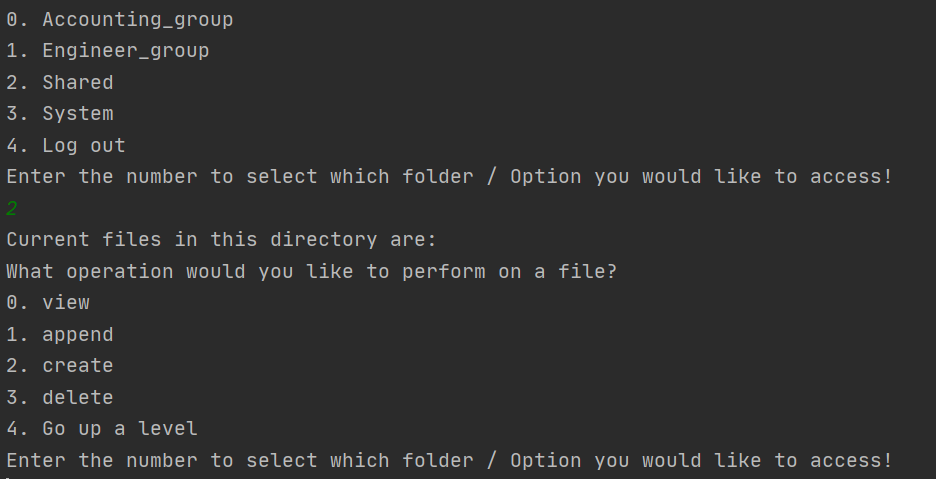 0. Accounting_group
1. Engineer_group
2. Shared
3. System
4. Log out
Enter the number to select which folder / Option you would like to access!
2
Current files in this directory are:
What operation would you like to perform on a file?
0. view
1. append
2. create
3. delete
4. Go up a level
Enter the number to select which folder / Option you would like to access!